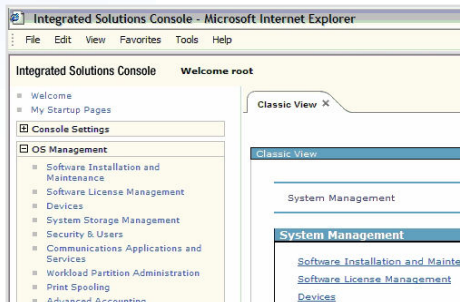 Integrated Solutions Console - Microsoft Internet Explorer
File Edit View Favorites Tools Help
Integrated Solutions Console Welcome root
Welcome
My Startup Pages
Console Settings
OS Management
Software Installation and
Maintenance
Software License Management
Devices
System Storage Management
Security & Users
Communications Applications and
Services
Workload Partition Administration
Print Spooling
Advanced Accounting
Classic View X
Classic View
System Management
System Management
Software Installation and Mainte
Software License Management
Devices